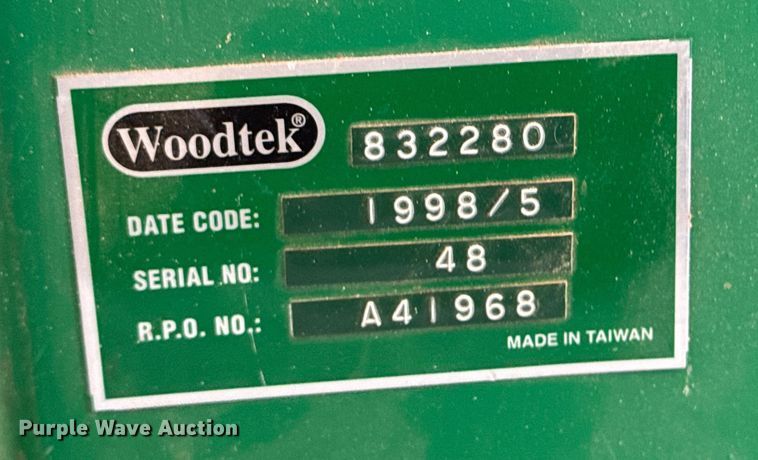 Woodtek® 832280
DATE CODE: 1998/5
SERIAL NO: 48
R.P.O. NO.: A41968
MADE IN TAIWAN
Purple Wave Auction